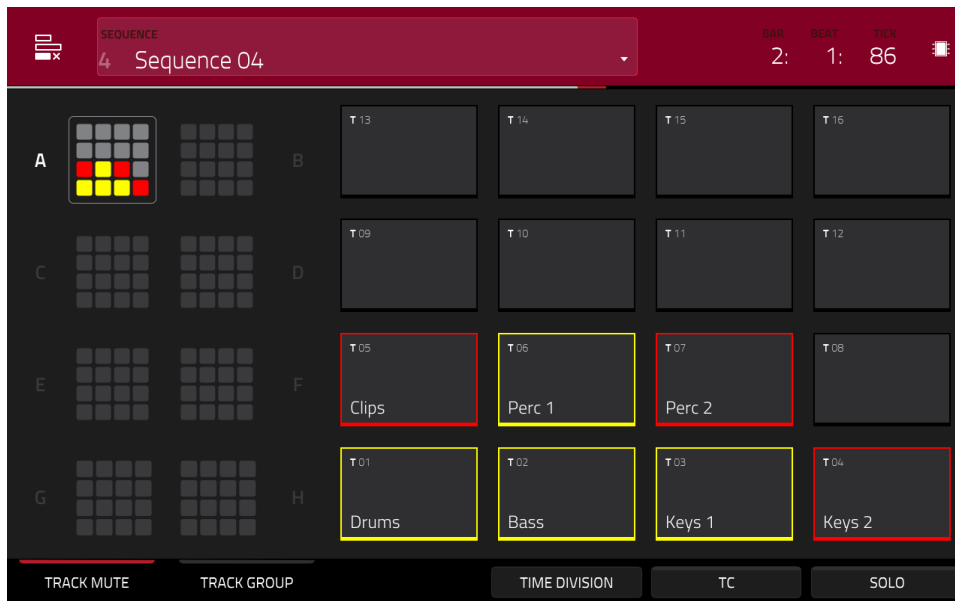 SEQUENCE
4 Sequence 04
BAR BEAT TICK
2: 1: 86
A B
T 13 T 14 T 15 T 16
C D
T 09 T 10 T 11 T 12
E F
T 05 T 06 T 07 T 08
Clips Perc 1 Perc 2
G H
T 01 T 02 T 03 T 04
Drums Bass Keys 1 Keys 2
TRACK MUTE TRACK GROUP TIME DIVISION TC SOLO